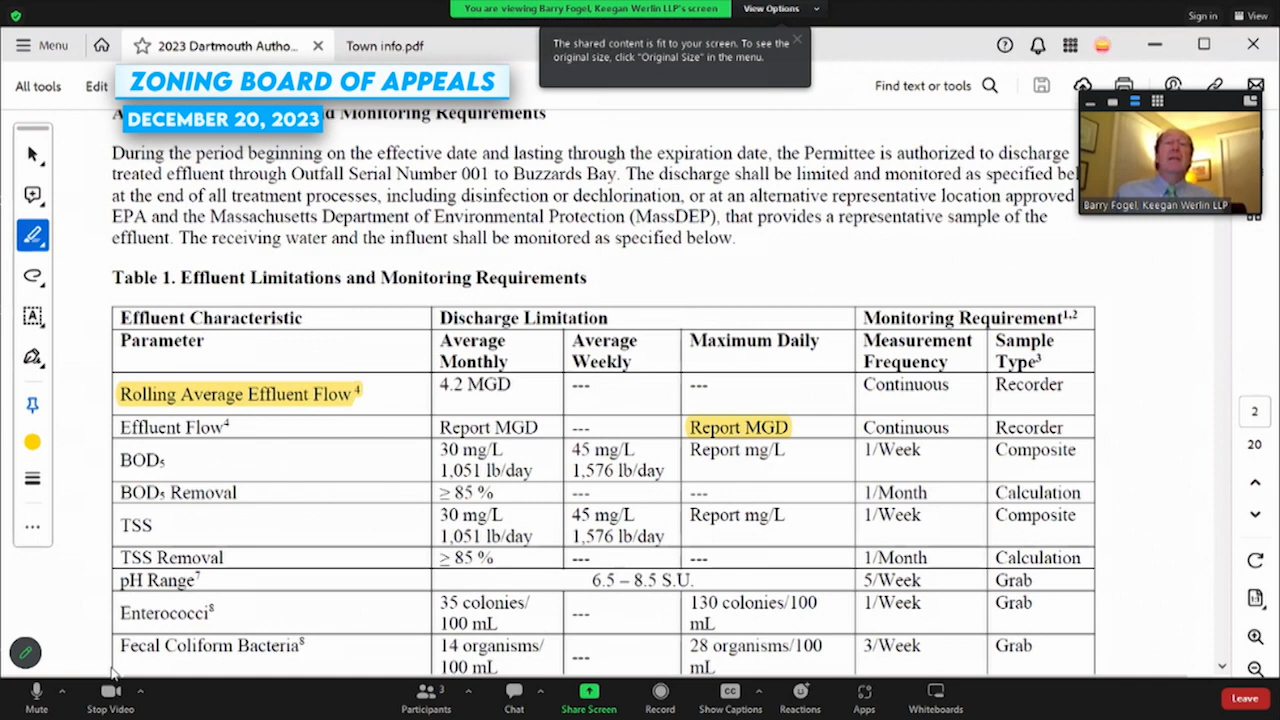 You are viewing Barry Fogel, Keegan Werlin LLP's screen
View Options
Sign in
View
Menu
2023 Dartmouth Autho...
Town info.pdf
The shared content is fit to your screen. To see the
original size, click "Original Size" in the menu.
All tools
Edit
Find text or tools
ZONING BOARD OF APPEALS
DECEMBER 20, 2023
d Monitoring Requirements
During the period beginning on the effective date and lasting through the expiration date, the Permittee is authorized to discharge
treated effluent through Outfall Serial Number 001 to Buzzards Bay. The discharge shall be limited and monitored as specified bel
at the end of all treatment processes, including disinfection or dechlorination, or at an alternative representative location approved
EPA and the Massachusetts Department of Environmental Protection (MassDEP), that provides a representative sample of the
effluent. The receiving water and the influent shall be monitored as specified below.
Barry Fogel, Keegan Werlin LLP
Table 1. Effluent Limitations and Monitoring Requirements
Effluent Characteristic Discharge Limitation Monitoring Requirement¹,²
Parameter Average Monthly Average Weekly Maximum Daily Measurement Frequency Sample Type³
Rolling Average Effluent Flow⁴ 4.2 MGD --- --- Continuous Recorder
Effluent Flow⁴ Report MGD --- Report MGD Continuous Recorder
BOD₅ 30 mg/L 1,051 lb/day 45 mg/L 1,576 lb/day Report mg/L 1/Week Composite
BOD₅ Removal ≥ 85 % --- --- 1/Month Calculation
TSS 30 mg/L 1,051 lb/day 45 mg/L 1,576 lb/day Report mg/L 1/Week Composite
TSS Removal ≥ 85 % --- --- 1/Month Calculation
pH Range⁷ 6.5 – 8.5 S.U. 5/Week Grab
Enterococci⁸ 35 colonies/ 100 mL --- 130 colonies/100 mL 1/Week Grab
Fecal Coliform Bacteria⁸ 14 organisms/ 100 mL --- 28 organisms/100 mL 3/Week Grab
2
20
Mute
Stop Video
Participants
3
Chat
Share Screen
Record
Show Captions
Reactions
Apps
Whiteboards
Leave